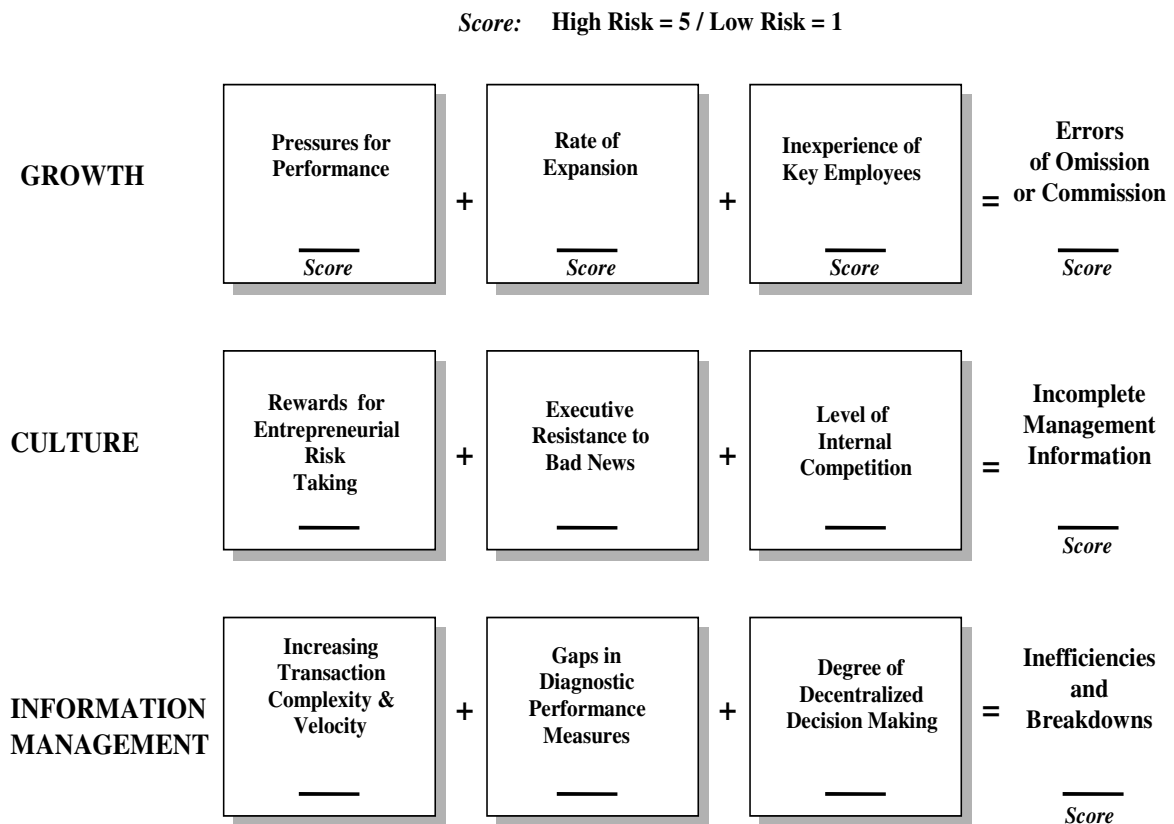 Score: High Risk = 5 / Low Risk = 1
GROWTH
Pressures for
Performance
Score
+
Rate of
Expansion
Score
+
Inexperience of
Key Employees
Score
=
Errors
of Omission
or Commission
Score
CULTURE
Rewards for
Entrepreneurial
Risk
Taking
+
Executive
Resistance to
Bad News
+
Level of
Internal
Competition
=
Incomplete
Management
Information
Score
INFORMATION
MANAGEMENT
Increasing
Transaction
Complexity &
Velocity
+
Gaps in
Diagnostic
Performance
Measures
+
Degree of
Decentralized
Decision Making
=
Inefficiencies
and
Breakdowns
Score